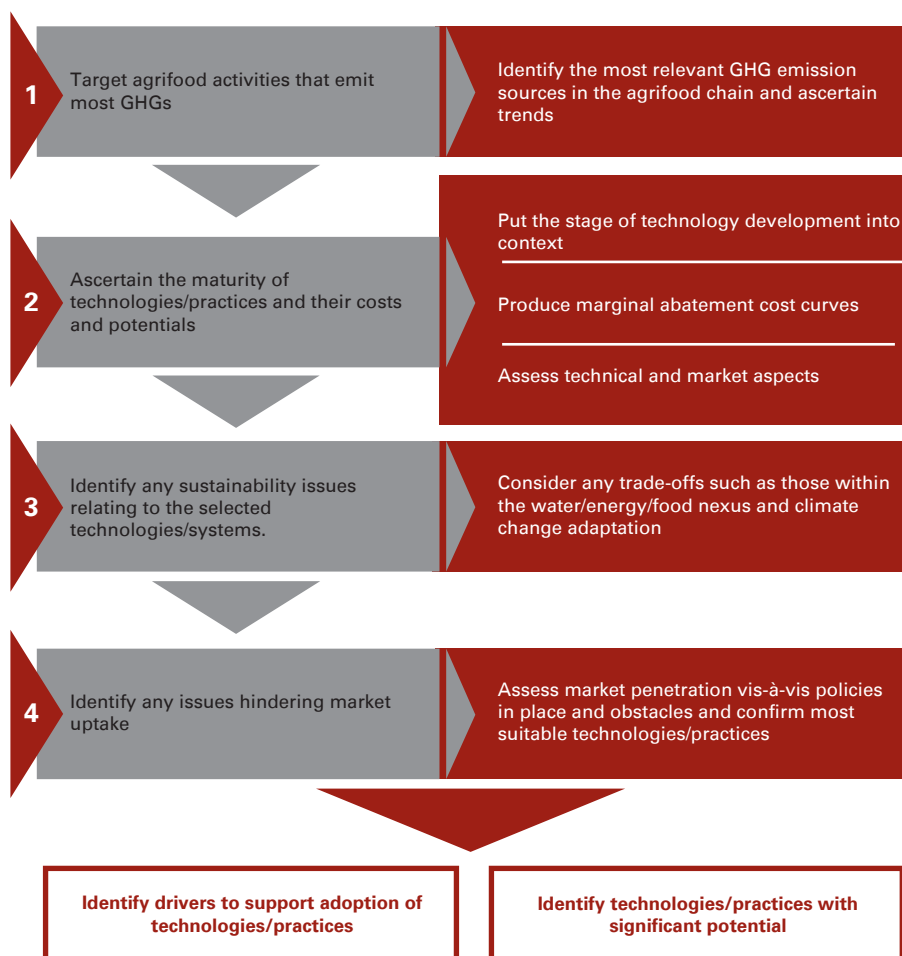 1
Target agrifood activities that emit
most GHGs
Identify the most relevant GHG emission
sources in the agrifood chain and ascertain
trends
2
Ascertain the maturity of
technologies/practices and their costs
and potentials
Put the stage of technology development into
context
Produce marginal abatement cost curves
Assess technical and market aspects
3
Identify any sustainability issues
relating to the selected
technologies/systems.
Consider any trade-offs such as those within
the water/energy/food nexus and climate
change adaptation
4
Identify any issues hindering market
uptake
Assess market penetration vis-à-vis policies
in place and obstacles and confirm most
suitable technologies/practices
Identify drivers to support adoption of
technologies/practices
Identify technologies/practices with
significant potential